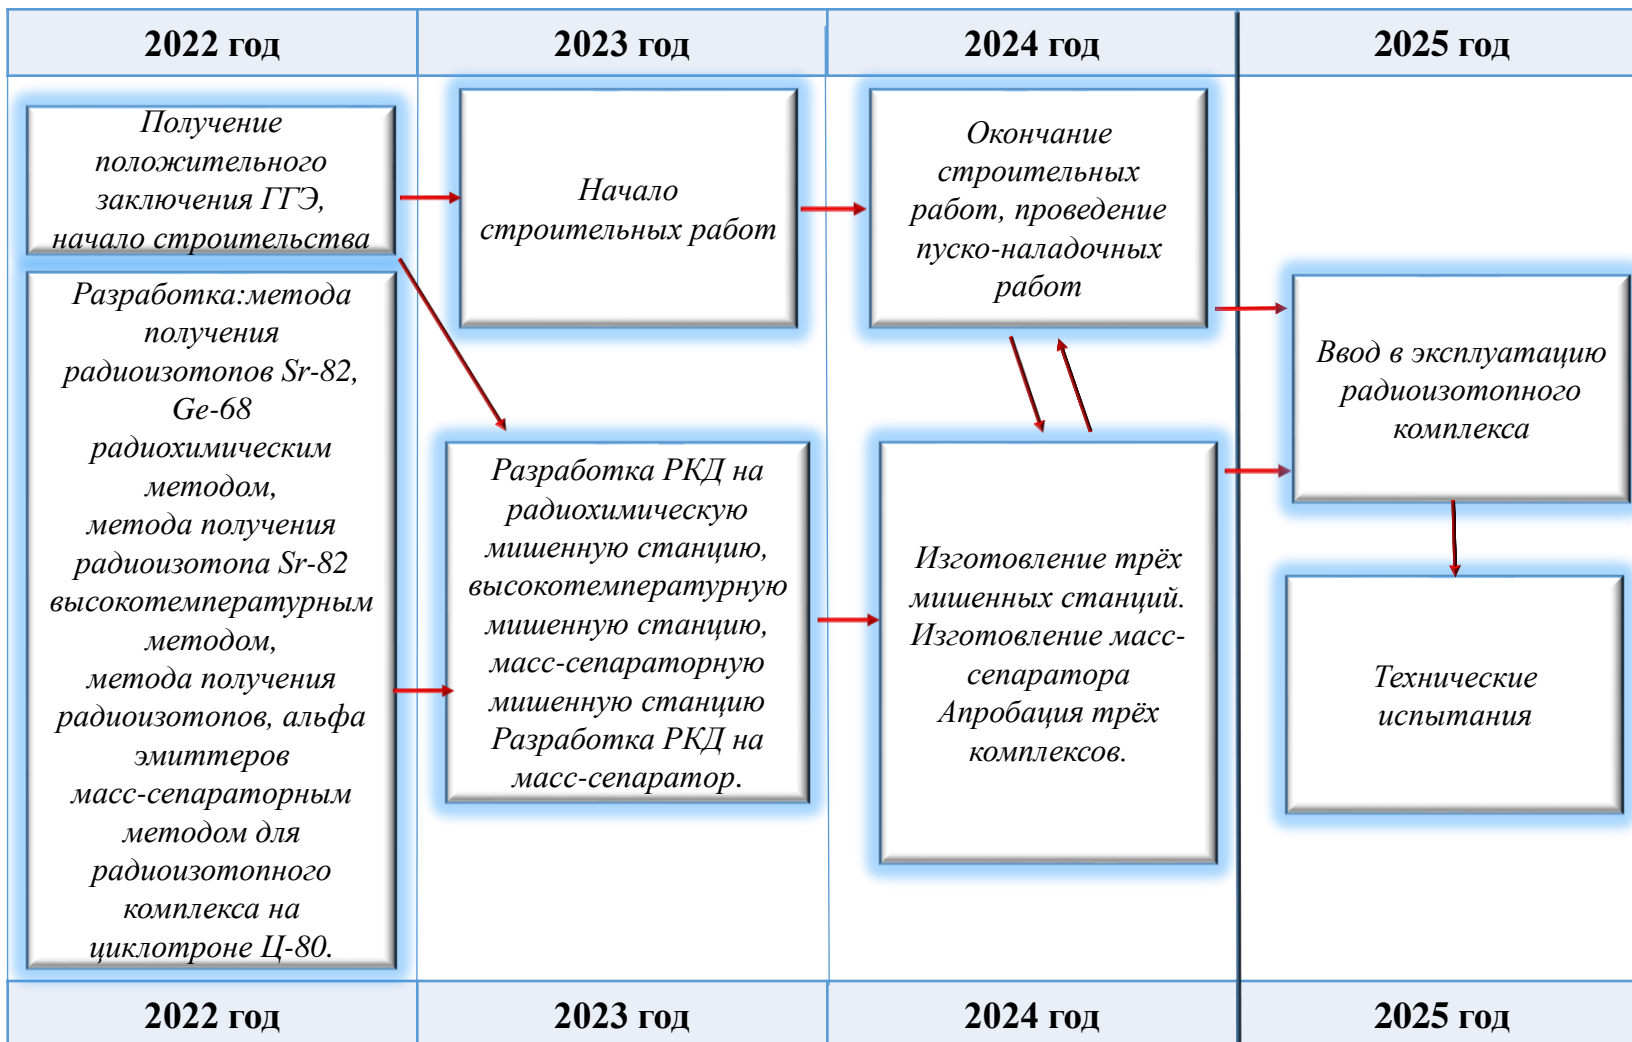 2022 год
2023 год
2024 год
2025 год
Получение
положительного
заключения ГГЭ,
начало строительства
Разработка:метода
получения
радиоизотопов Sr-82,
Ge-68
радиохимическим
методом,
метода получения
радиоизотопа Sr-82
высокотемпературным
методом,
метода получения
радиоизотопов, альфа
эмиттеров
масс-сепараторным
методом для
радиоизотопного
комплекса на
циклотроне Ц-80.
Начало
строительных работ
Разработка РКД на
радиохимическую
мишенную станцию,
высокотемпературную
мишенную станцию,
масс-сепараторную
мишенную станцию
Разработка РКД на
масс-сепаратор.
Окончание
строительных
работ, проведение
пуско-наладочных
работ
Изготовление трёх
мишенных станций.
Изготовление масс-
сепаратора
Апробация трёх
комплексов.
Ввод в эксплуатацию
радиоизотопного
комплекса
Технические
испытания
2022 год
2023 год
2024 год
2025 год